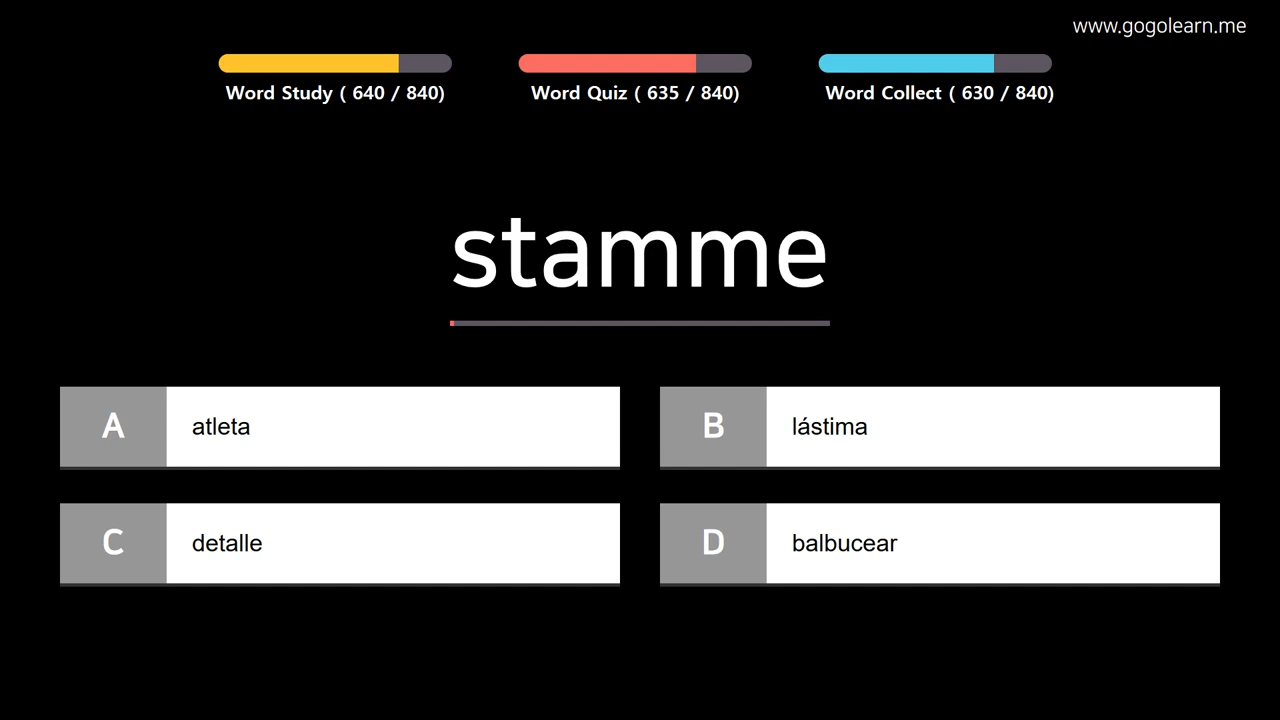 www.gogolearn.me
Word Study ( 640 / 840)
Word Quiz ( 635 / 840)
Word Collect ( 630 / 840)
stamme
A atleta
B lástima
C detalle
D balbucear